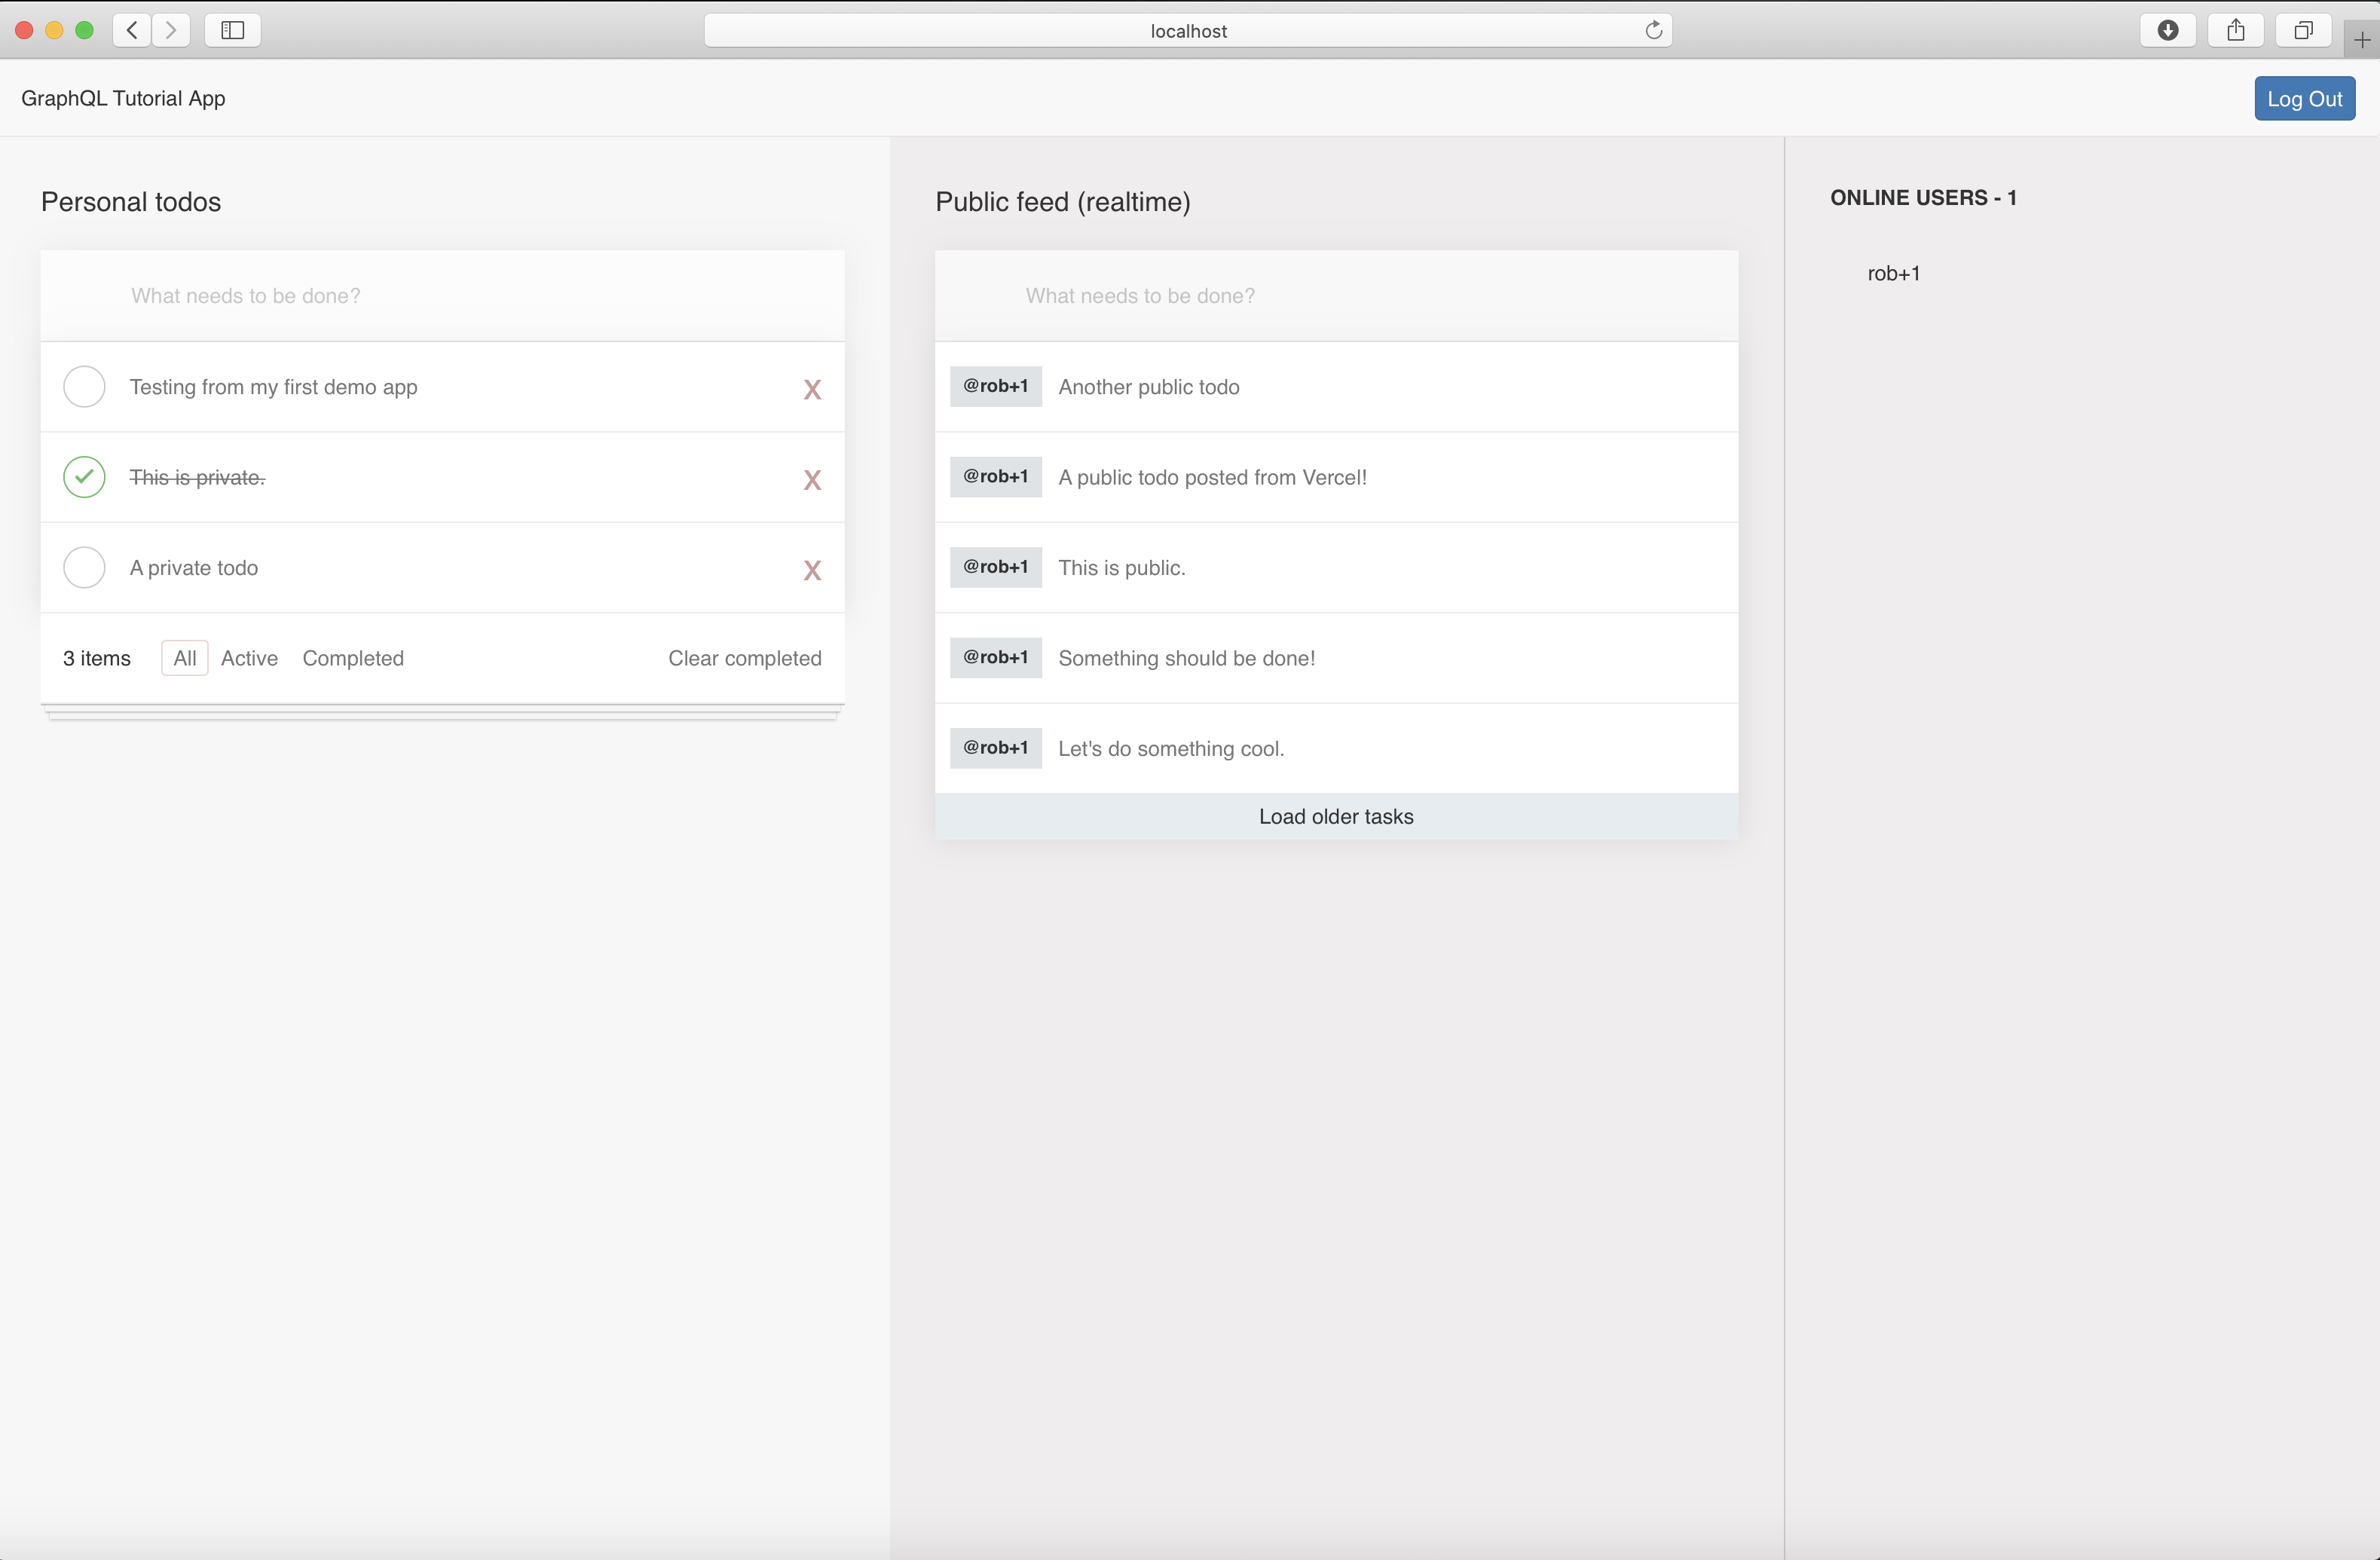 localhost
GraphQL Tutorial App
Log Out
Personal todos
What needs to be done?
Testing from my first demo app
X
This is private.
X
A private todo
X
3 items All Active Completed Clear completed
Public feed (realtime)
What needs to be done?
@rob+1 Another public todo
@rob+1 A public todo posted from Vercel!
@rob+1 This is public.
@rob+1 Something should be done!
@rob+1 Let's do something cool.
Load older tasks
ONLINE USERS - 1
rob+1